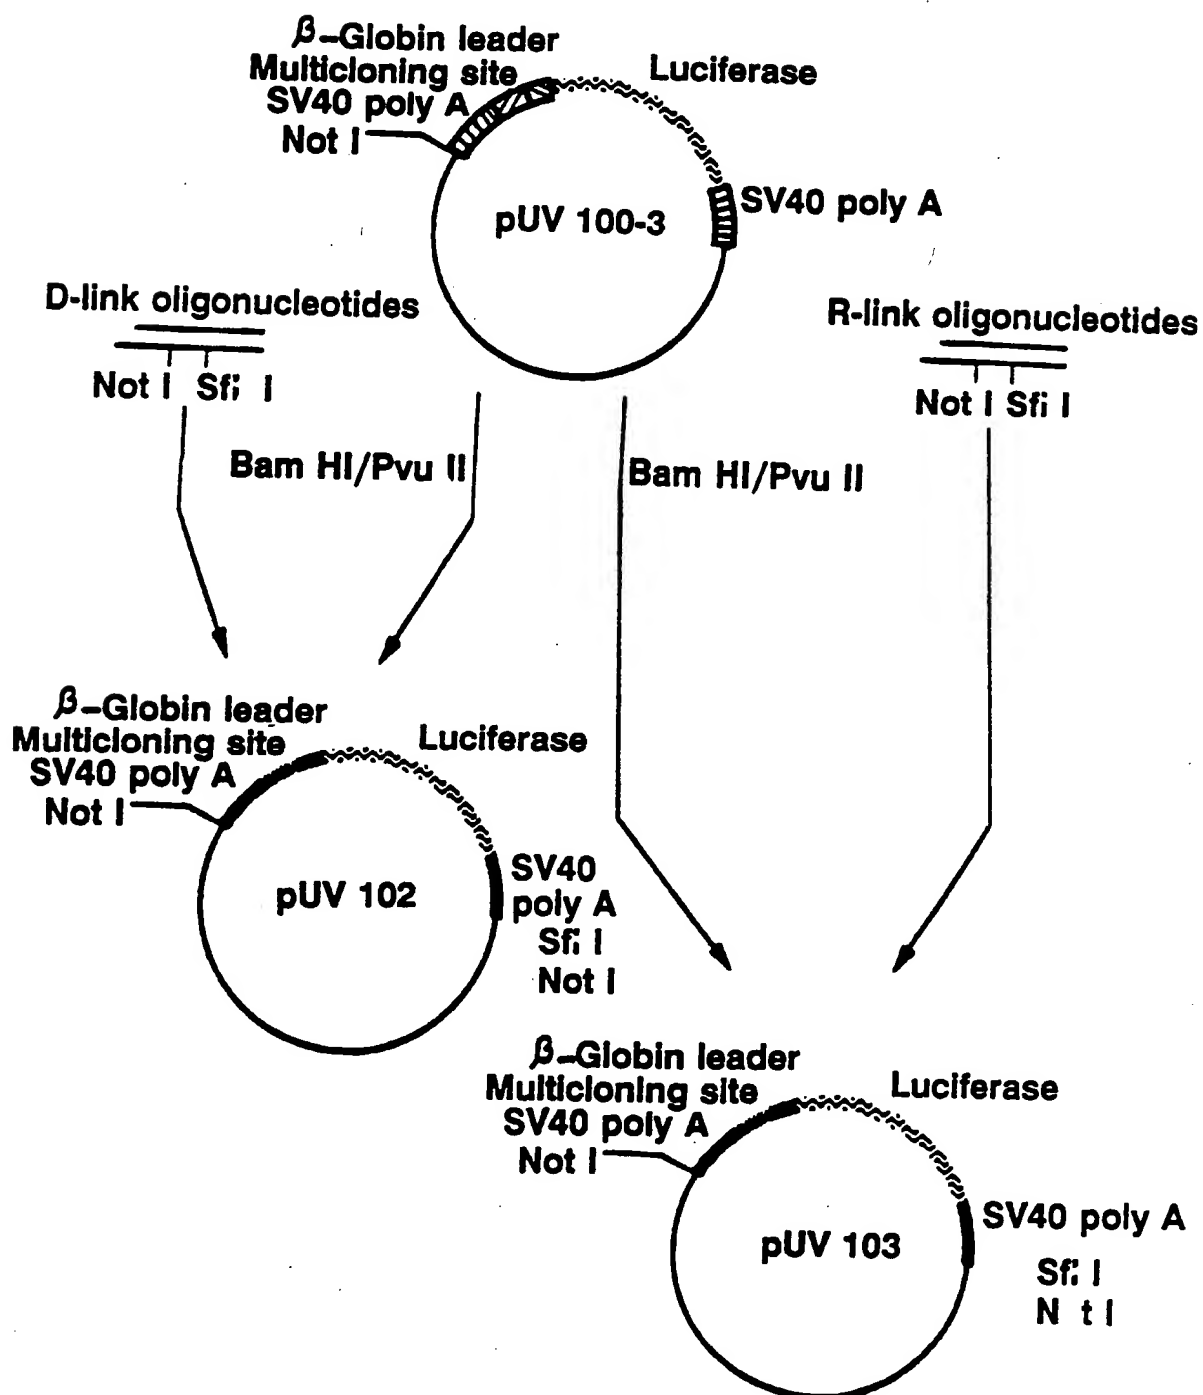 β-Globin leader
Multicloning site
SV40 poly A
Not I
Luciferase
SV40 poly A
pUV 100-3
D-link oligonucleotides
Not I Sfi I
R-link oligonucleotides
Not I Sfi I
Bam HI/Pvu II
Bam HI/Pvu II
β-Globin leader
Multicloning site
SV40 poly A
Not I
Luciferase
pUV 102
SV40
poly A
Sfi I
Not I
β-Globin leader
Multicloning site
SV40 poly A
Not I
Luciferase
pUV 103
SV40 poly A
Sfi I
N t I